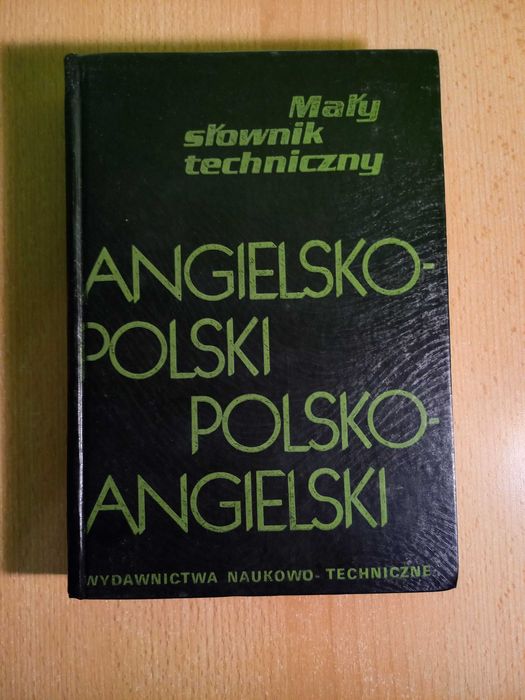 Mały
słownik
techniczny
ANGIELSKO-
POLSKI
POLSKO-
ANGIELSKI
WYDAWNICTWA NAUKOWO-TECHNICZNE